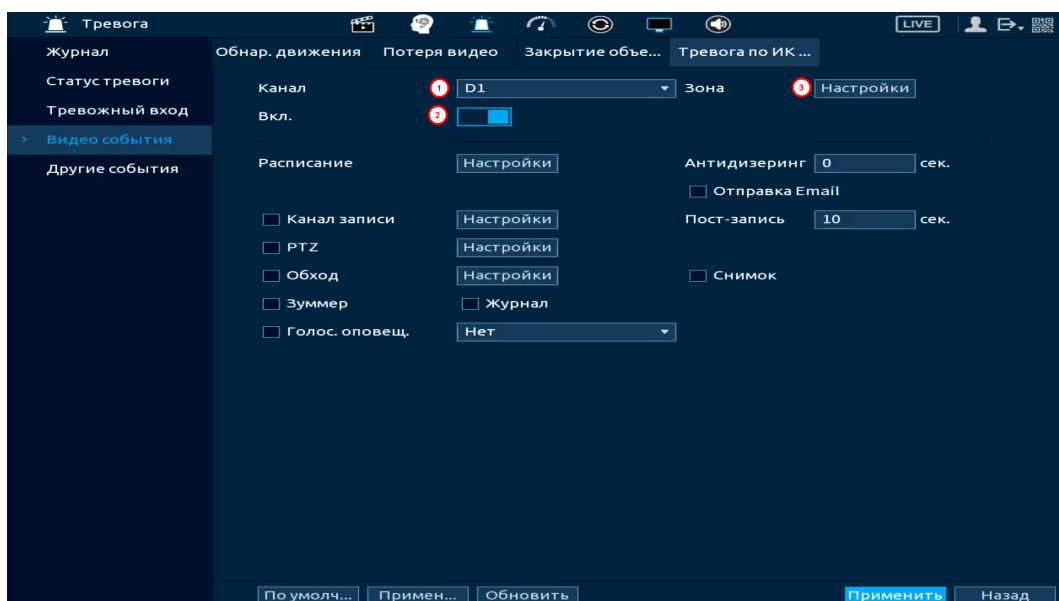 Тревога LIVE
Журнал
Статус тревоги
Тревожный вход
> Видео события
Другие события
Обнар. движения Потеря видео Закрытие объе... Тревога по ИК ...
Канал 1 D1 Зона 3 Настройки
Вкл. 2
Расписание Настройки Антидизеринг 0 сек.
Отправка Email
Канал записи Настройки Пост-запись 10 сек.
PTZ Настройки
Обход Настройки Снимок
Зуммер Журнал
Голос. оповещ. Нет
По умолч... Примен... Обновить Применить Назад